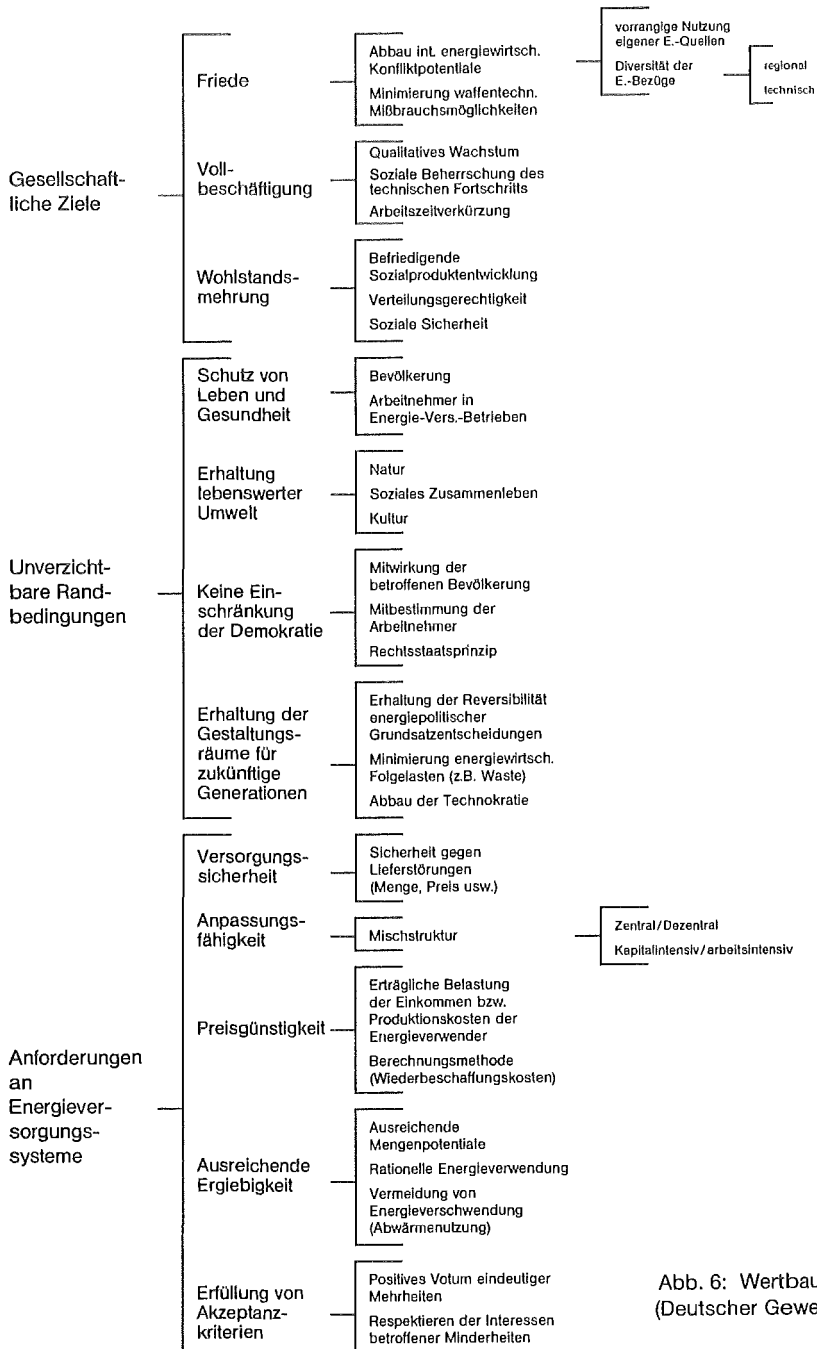 Gesellschaft-
liche Ziele
Friede
Abbau int. energiewirtsch.
Konfliktpotentiale
vorrangige Nutzung
eigener E.-Quellen
Diversität der
E.-Bezüge
regional
technisch
Minimierung waffentechn.
Mißbrauchsmöglichkeiten
Voll-
beschäftigung
Qualitatives Wachstum
Soziale Beherrschung des
technischen Fortschritts
Arbeitszeitverkürzung
Wohlstands-
mehrung
Befriedigende
Sozialproduktentwicklung
Verteilungsgerechtigkeit
Soziale Sicherheit
Unverzicht-
bare Rand-
bedingungen
Schutz von
Leben und
Gesundheit
Bevölkerung
Arbeitnehmer in
Energie-Vers.-Betrieben
Erhaltung
lebenswerter
Umwelt
Natur
Soziales Zusammenleben
Kultur
Keine Ein-
schränkung
der Demokratie
Mitwirkung der
betroffenen Bevölkerung
Mitbestimmung der
Arbeitnehmer
Rechtsstaatsprinzip
Erhaltung der
Gestaltungs-
räume für
zukünftige
Generationen
Erhaltung der Reversibilität
energiepolitischer
Grundsatzentscheidungen
Minimierung energiewirtsch.
Folgelasten (z.B. Waste)
Abbau der Technokratie
Anforderungen
an
Energiever-
sorgungs-
systeme
Versorgungs-
sicherheit
Sicherheit gegen
Lieferstörungen
(Menge, Preis usw.)
Anpassungs-
fähigkeit
Mischstruktur
Zentral/Dezentral
Kapitalintensiv/arbeitsintensiv
Preisgünstigkeit
Erträgliche Belastung
der Einkommen bzw.
Produktionskosten der
Energieverwender
Berechnungsmethode
(Wiederbeschaffungskosten)
Ausreichende
Ergiebigkeit
Ausreichende
Mengenpotentiale
Rationelle Energieverwendung
Vermeidung von
Energieverschwendung
(Abwärmenutzung)
Erfüllung von
Akzeptanz-
kriterien
Positives Votum eindeutiger
Mehrheiten
Respektieren der Interessen
betroffener Minderheiten
Abb. 6: Wertbau
(Deutscher Gewe